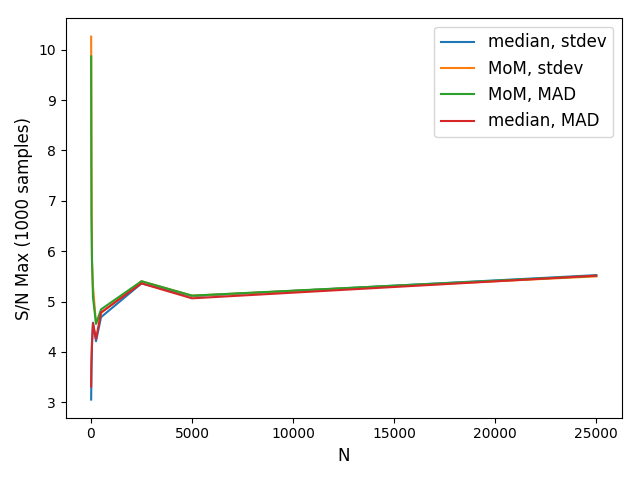 median, stdev
MoM, stdev
MoM, MAD
median, MAD
10
9
8
7
6
5
4
3
S/N Max (1000 samples)
0
5000
10000
15000
20000
25000
N